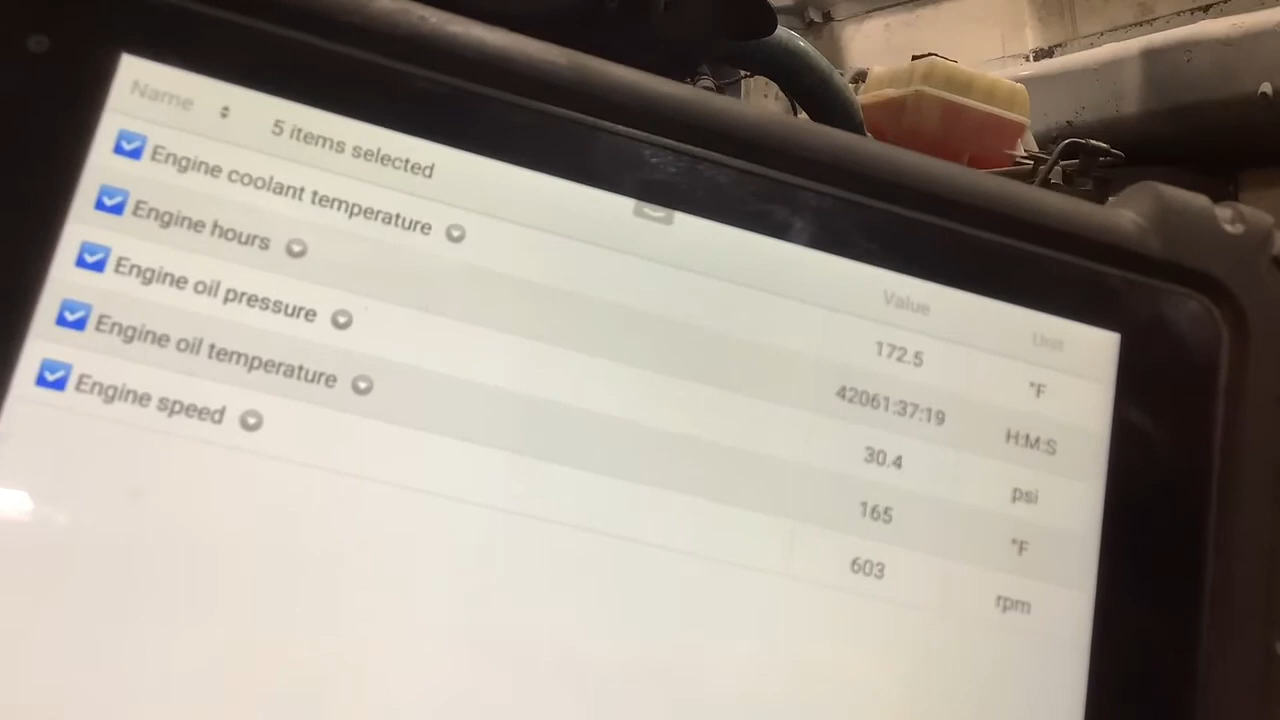 Name 5 items selected Value Unit
Engine coolant temperature 172.5 °F
Engine hours 42061:37:19 H:M:S
Engine oil pressure 30.4 psi
Engine oil temperature 165 °F
Engine speed 603 rpm